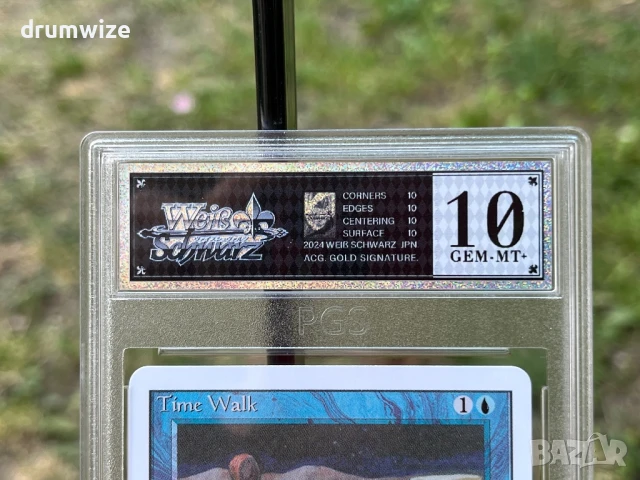 drumwize
Weiß
Schwarz
CORNERS 10
EDGES 10
CENTERING 10
SURFACE 10
2024 WEIß SCHWARZ JPN
ACG. GOLD SIGNATURE.
10
GEM-MT+
PGS
Time Walk 1
BAZAR